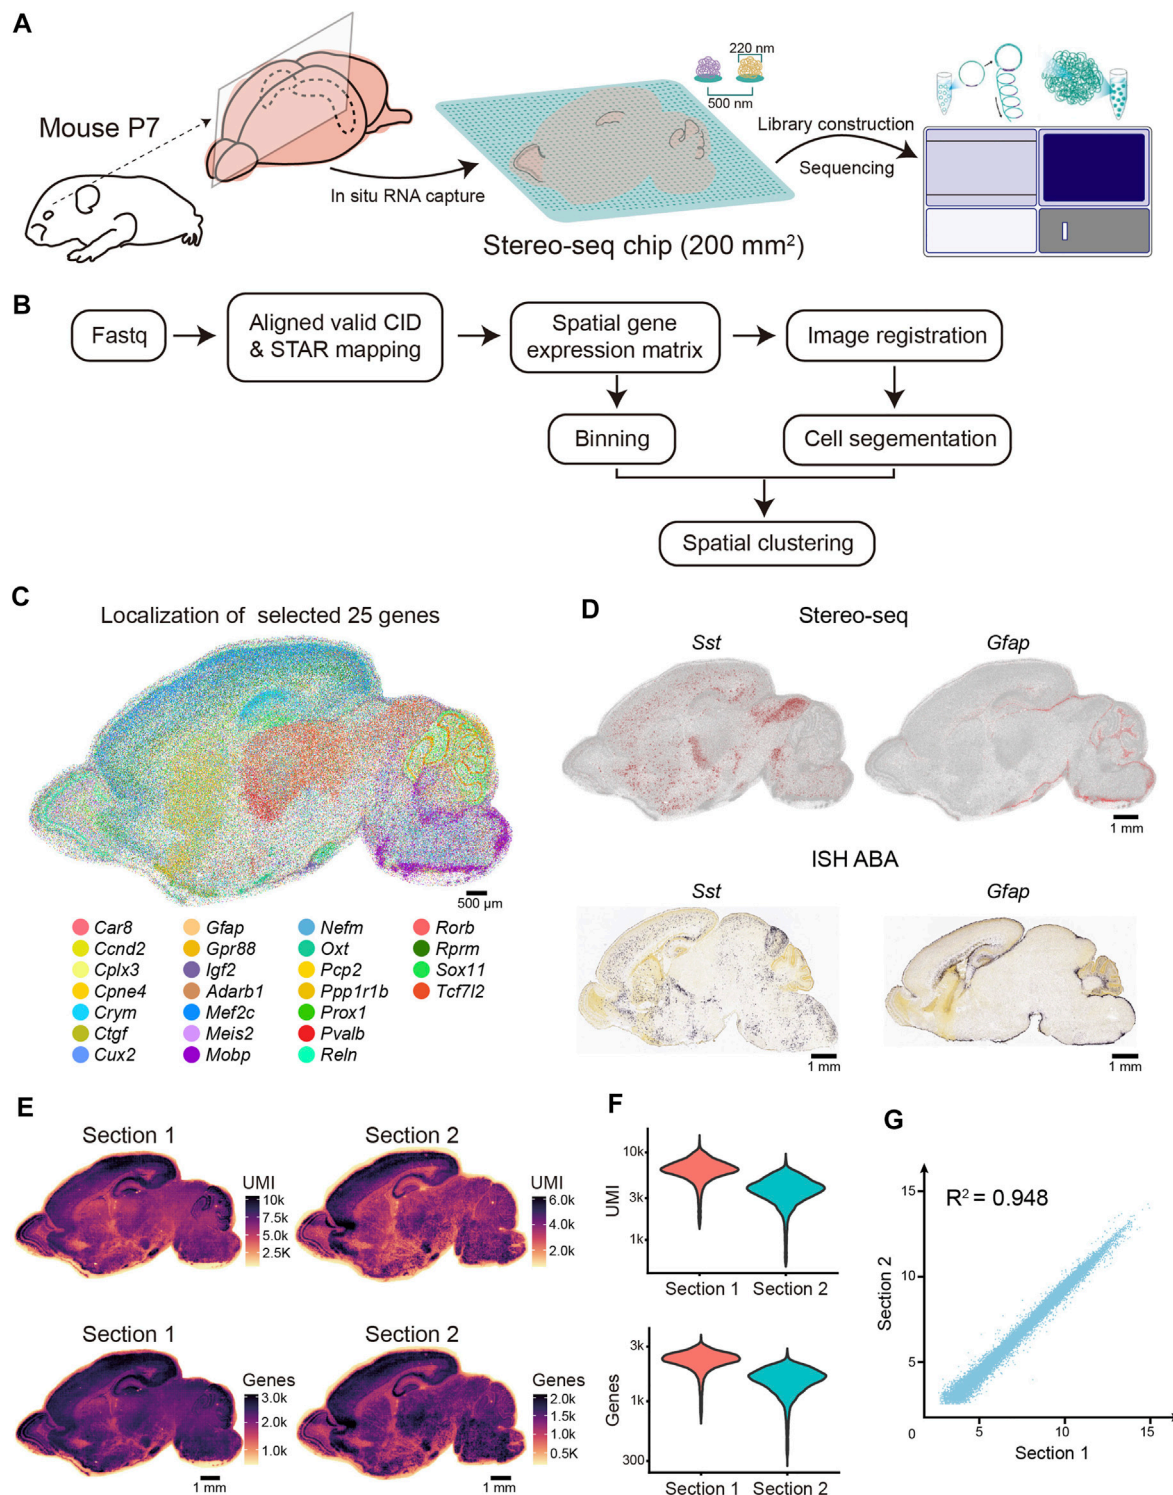 A
Mouse P7
In situ RNA capture
220 nm
500 nm
Stereo-seq chip (200 mm²)
Library construction
Sequencing
B
Fastq
Aligned valid CID
& STAR mapping
Spatial gene
expression matrix
Image registration
Binning
Cell segementation
Spatial clustering
C
Localization of selected 25 genes
500 µm
Car8
Ccnd2
Cplx3
Cpne4
Crym
Ctgf
Cux2
Gfap
Gpr88
Igf2
Adarb1
Mef2c
Meis2
Mobp
Nefm
Oxt
Pcp2
Ppp1r1b
Prox1
Pvalb
Reln
Rorb
Rprm
Sox11
Tcf7l2
D
Stereo-seq
Sst
Gfap
1 mm
ISH ABA
Sst
Gfap
1 mm
1 mm
E
Section 1
UMI
10k
7.5k
5.0k
2.5K
Section 2
UMI
6.0k
4.0k
2.0k
Section 1
Genes
3.0k
2.0k
1.0k
1 mm
Section 2
Genes
2.0k
1.5k
1.0k
0.5K
1 mm
F
UMI
10k
3k
1k
Section 1 Section 2
Genes
3k
1k
300
Section 1 Section 2
G
R² = 0.948
Section 2
15
10
5
0 5 10 15
Section 1